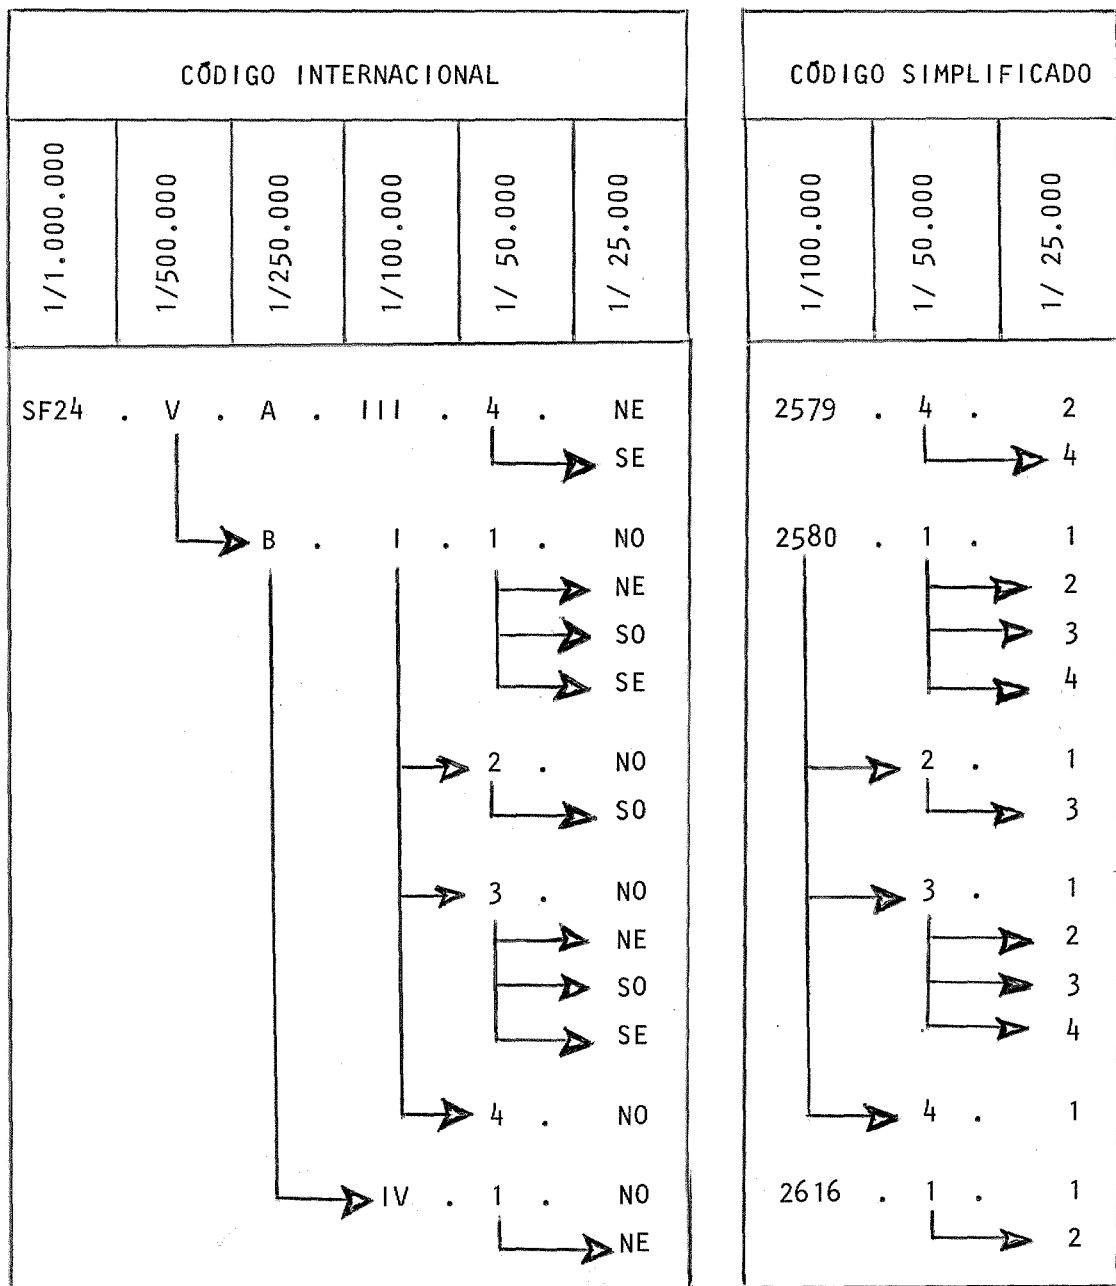 CÓDIGO INTERNACIONAL
CÓDIGO SIMPLIFICADO
1/1.000.000
1/500.000
1/250.000
1/100.000
1/ 50.000
1/ 25.000
1/100.000
1/ 50.000
1/ 25.000
SF24 . V . A . III . 4 . NE 2579 . 4 . 2
SE 4
B . I . 1 . NO 2580 . 1 . 1
NE 2
SO 3
SE 4
2 . NO 2 . 1
SO 3
3 . NO 3 . 1
NE 2
SO 3
SE 4
4 . NO 4 . 1
IV . 1 . NO 2616 . 1 . 1
NE 2